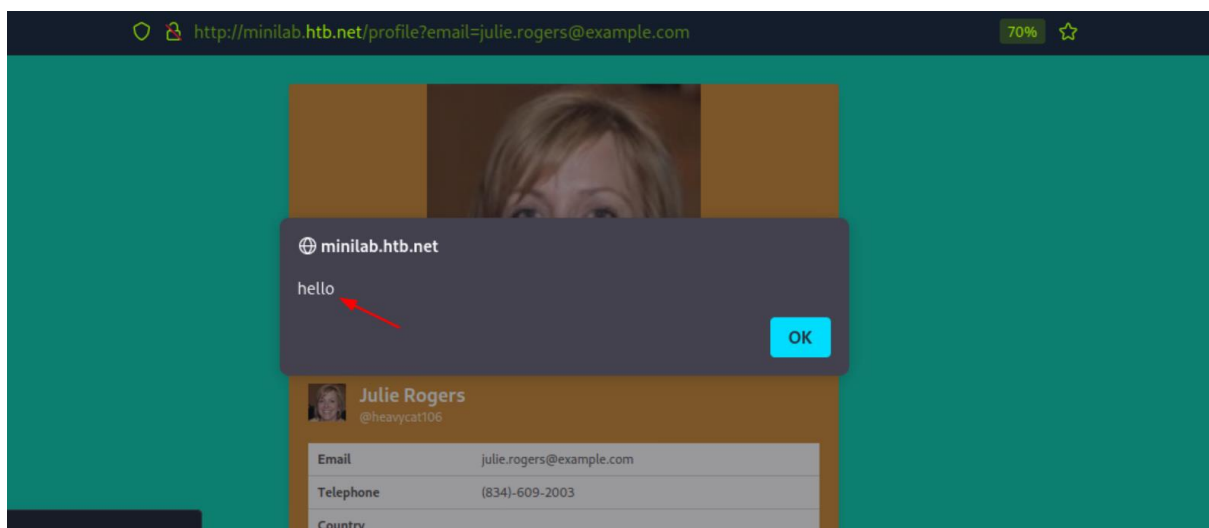 http://minilab.htb.net/profile?email=julie.rogers@example.com 70%
minilab.htb.net
hello
OK
Julie Rogers
@heavycat106
Email julie.rogers@example.com
Telephone (834)-609-2003
Country